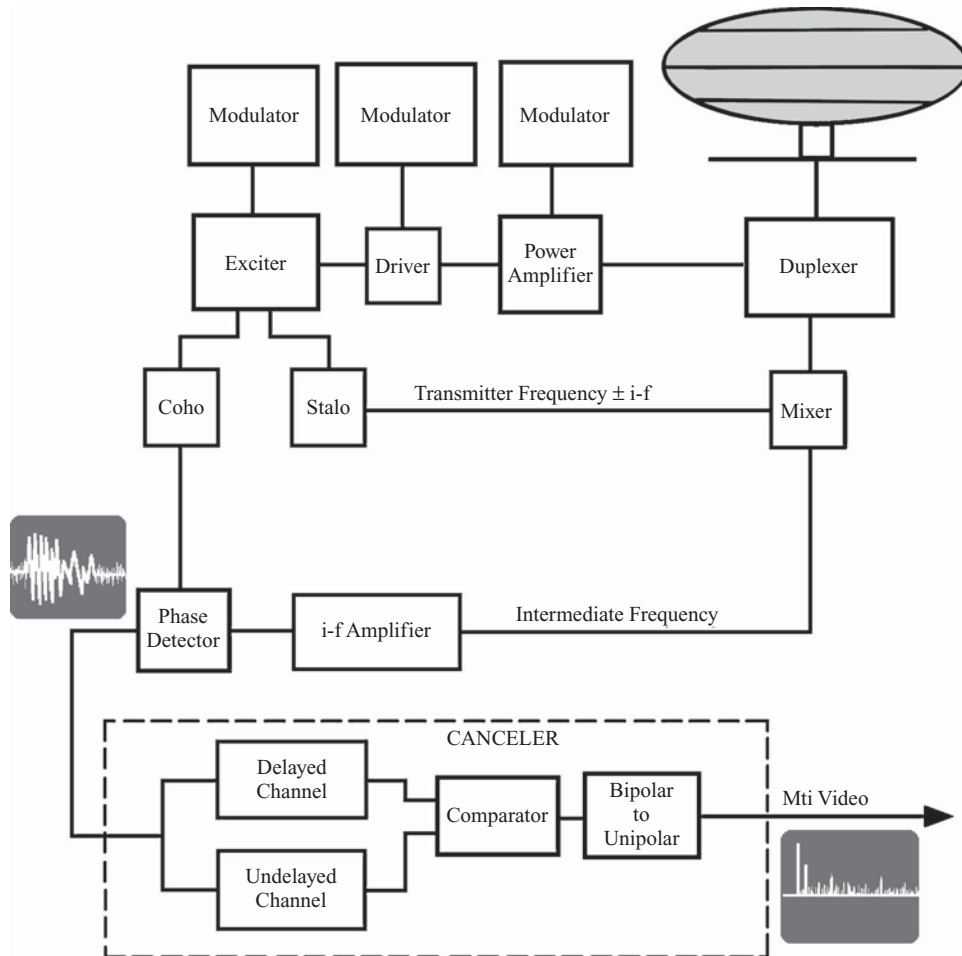 Modulator
Modulator
Modulator
Exciter
Driver
Power
Amplifier
Duplexer
Coho
Stalo
Transmitter Frequency ± i-f
Mixer
Phase
Detector
i-f Amplifier
Intermediate Frequency
CANCELER
Delayed
Channel
Comparator
Bipolar
to
Unipolar
Mti Video
Undelayed
Channel